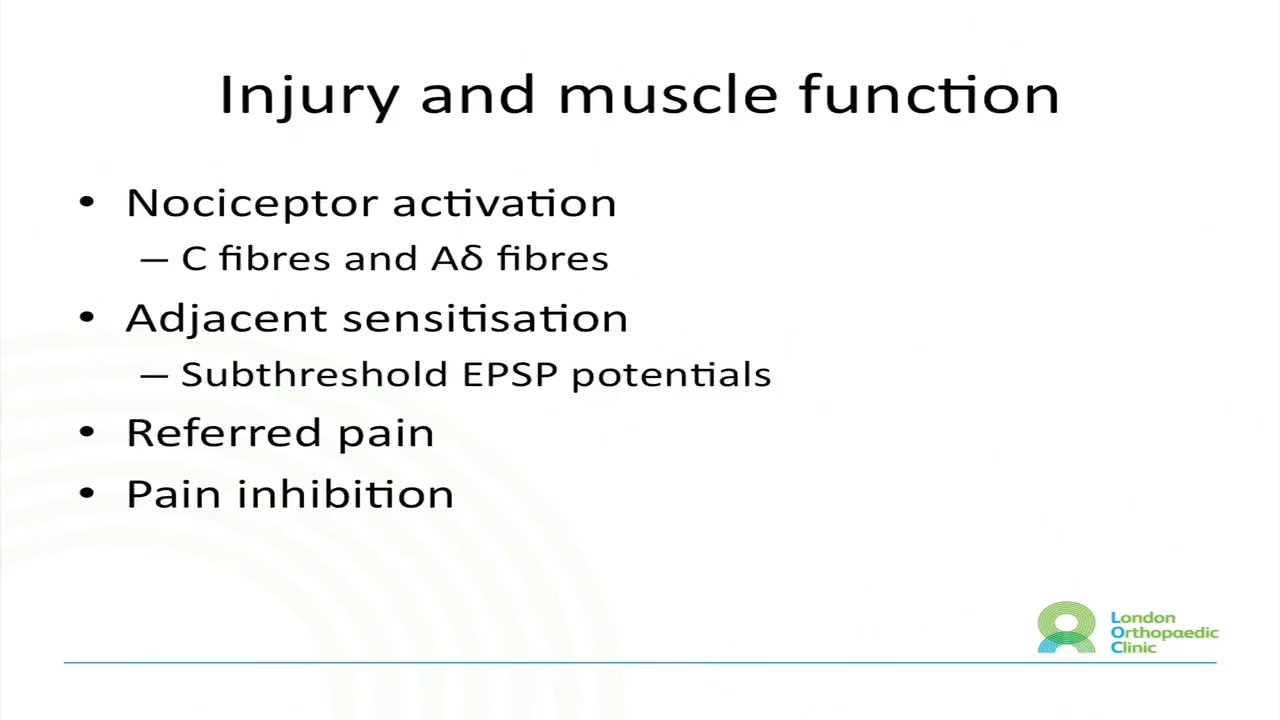 Injury and muscle function
• Nociceptor activation
– C fibres and Aδ fibres
• Adjacent sensitisation
– Subthreshold EPSP potentials
• Referred pain
• Pain inhibition
London
Orthopaedic
Clinic